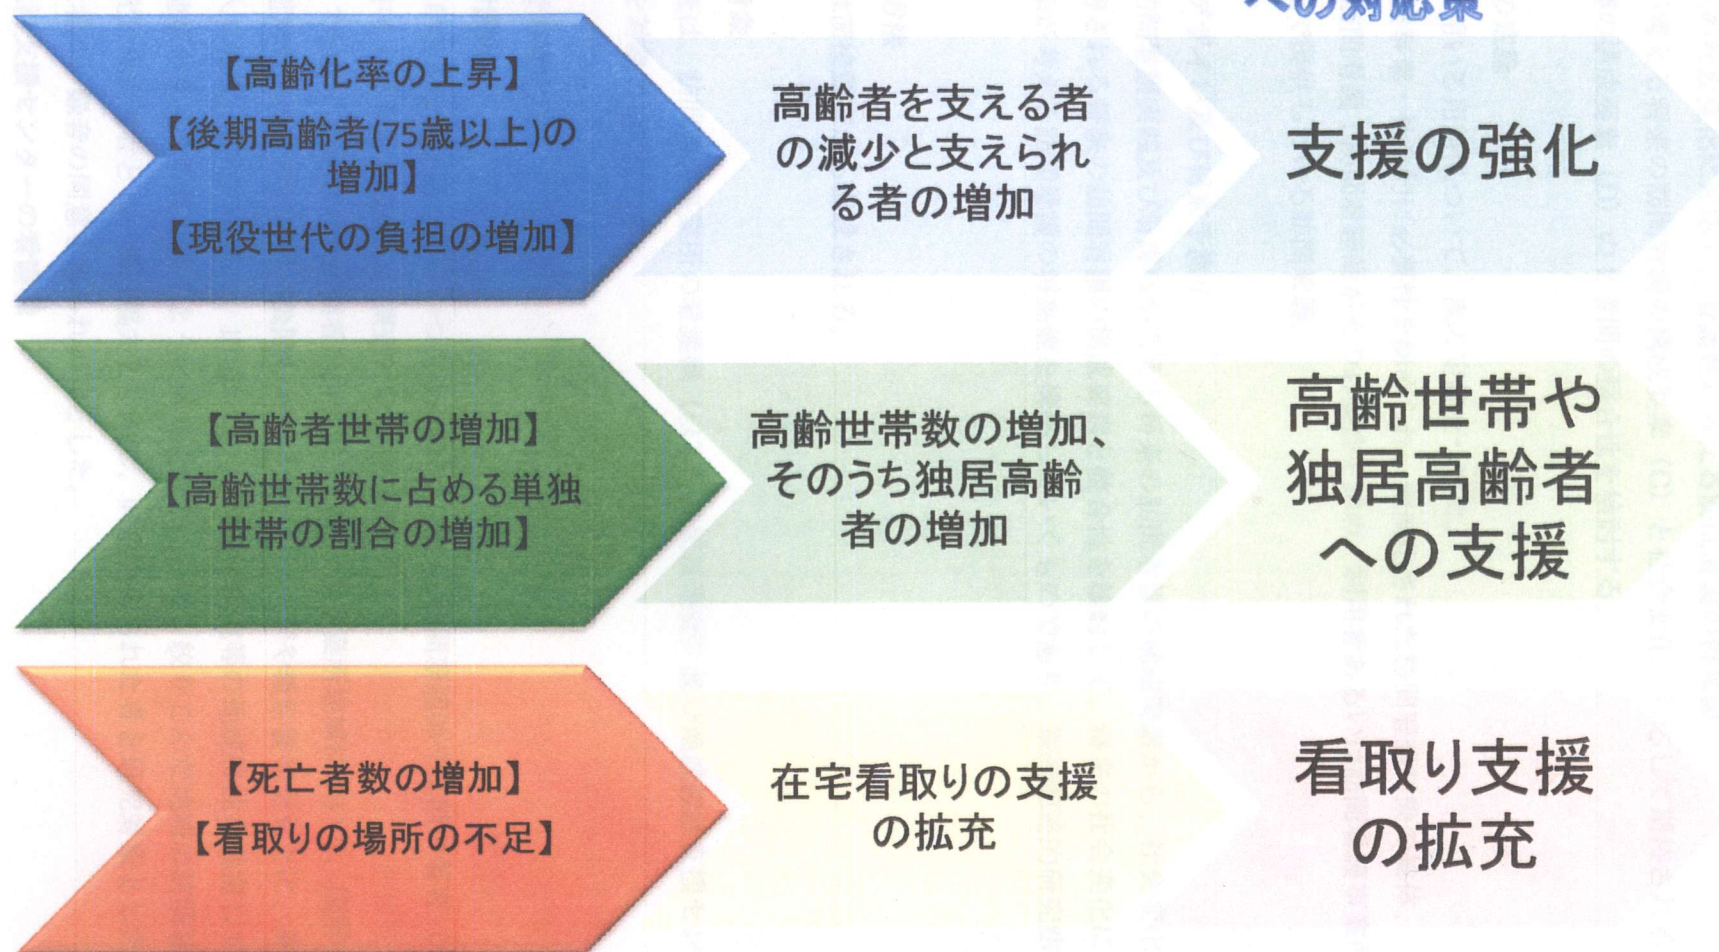 への対応策
【高齢化率の上昇】
【後期高齢者(75歳以上)の
増加】
【現役世代の負担の増加】
高齢者を支える者
の減少と支えられ
る者の増加
支援の強化
【高齢者世帯の増加】
【高齢世帯数に占める単独
世帯の割合の増加】
高齢世帯数の増加、
そのうち独居高齢
者の増加
高齢世帯や
独居高齢者
への支援
【死亡者数の増加】
【看取りの場所の不足】
在宅看取りの支援
の拡充
看取り支援
の拡充